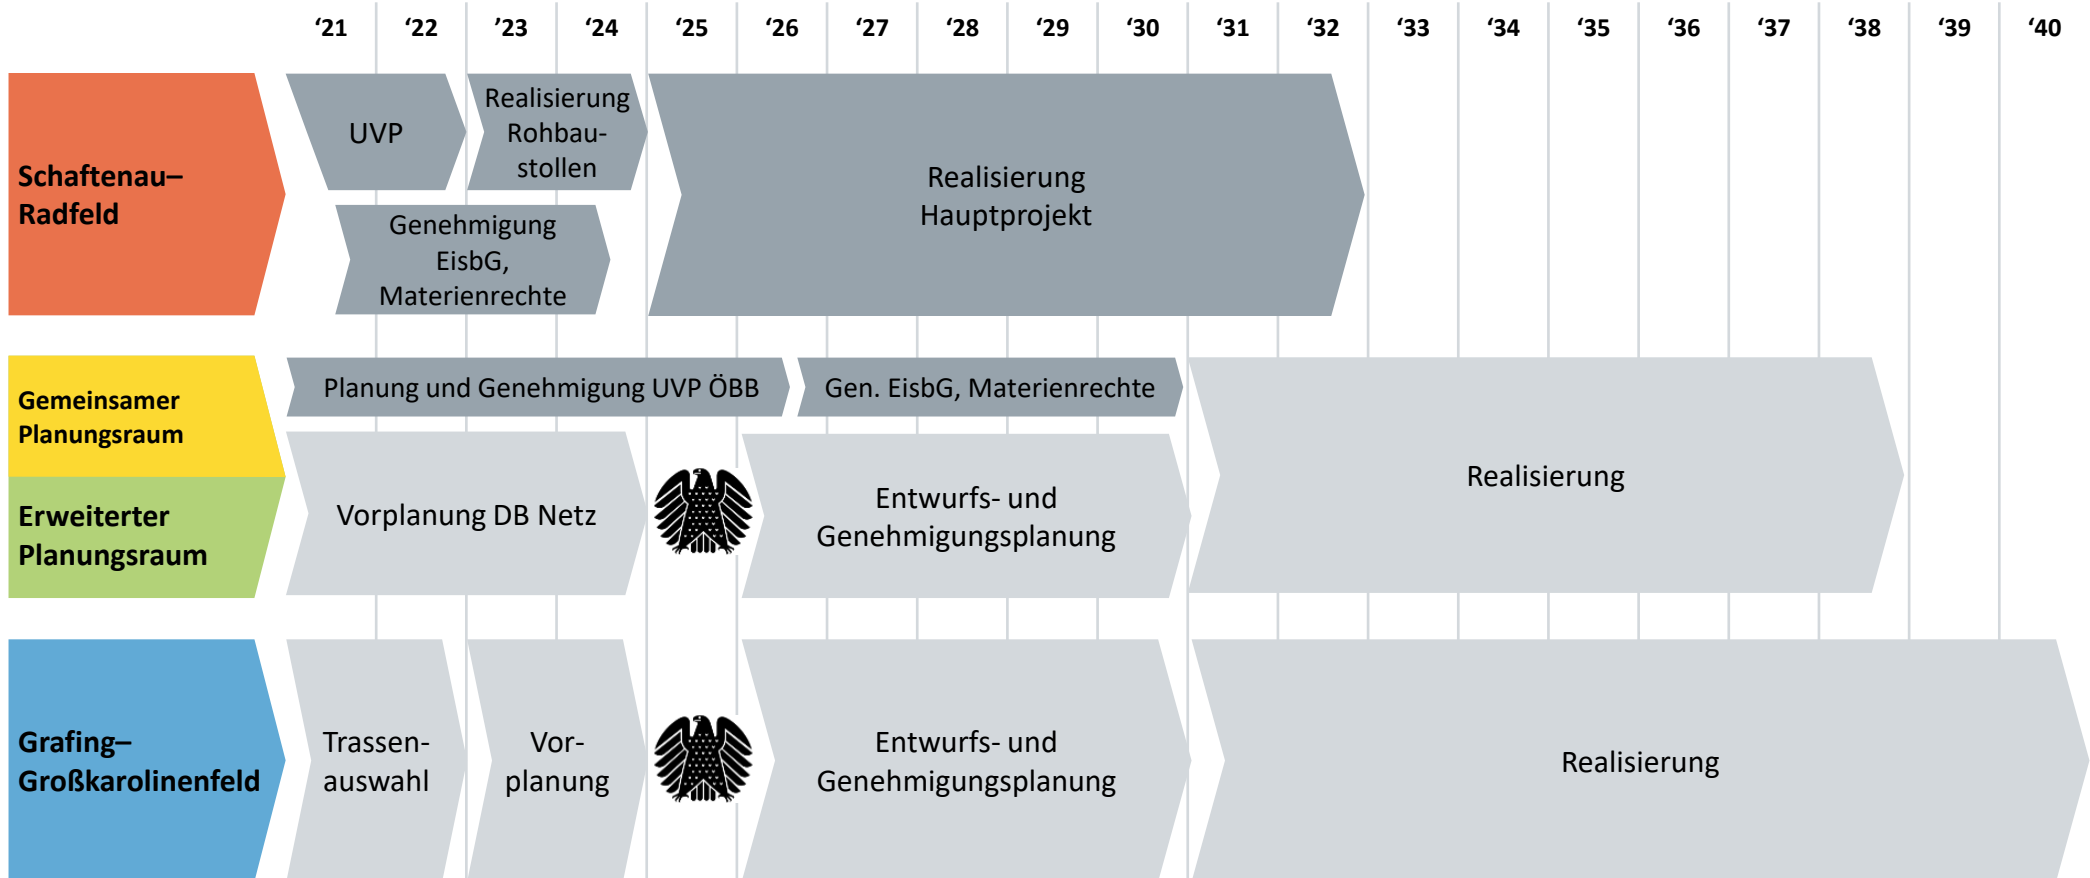 ‘21 ‘22 ’23 ‘24 ‘25 ‘26 ‘27 ‘28 ‘29 ‘30 ‘31 ‘32 ‘33 ‘34 ‘35 ‘36 ‘37 ‘38 ‘39 ‘40
Schaftenau–
Radfeld
UVP
Realisierung
Rohbau-
stollen
Genehmigung
EisbG,
Materienrechte
Realisierung
Hauptprojekt
Gemeinsamer
Planungsraum
Erweiterter
Planungsraum
Planung und Genehmigung UVP ÖBB
Gen. EisbG, Materienrechte
Vorplanung DB Netz
Entwurfs- und
Genehmigungsplanung
Realisierung
Grafing–
Großkarolinenfeld
Trassen-
auswahl
Vor-
planung
Entwurfs- und
Genehmigungsplanung
Realisierung